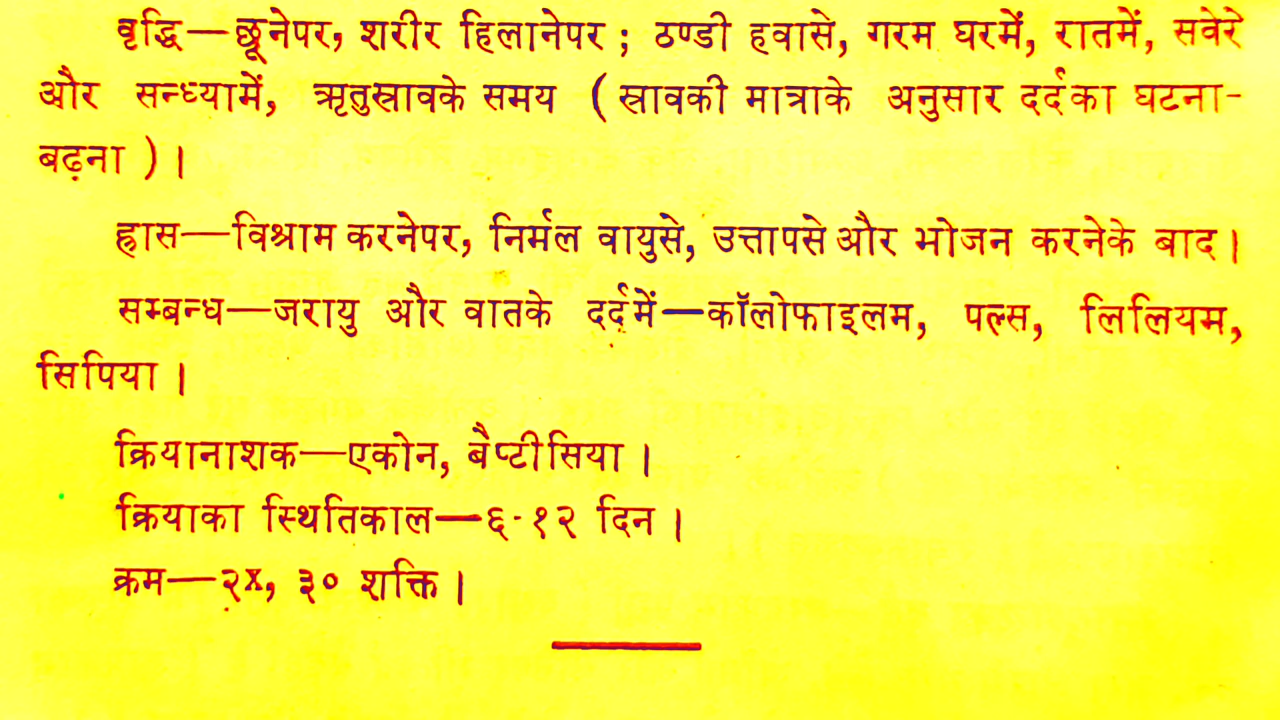 वृद्धि—छूनेपर, शरीर हिलानेपर ; ठण्डी हवासे, गरम घरमें, रातमें, सवेरे
और सन्ध्यामें, ऋृतुस्रावके समय ( स्रावकी मात्राके अनुसार दर्दका घटना-
बढ़ना ) ।
ह्रास—विश्राम करनेपर, निर्मल वायुसे, उत्तापसे और भोजन करनेके बाद ।
सम्बन्ध—जरायु और वातके दर्दमें—कॉलोफाइलम, पल्स, लिलियम,
सिपिया ।
क्रियानाशक—एकोन, बैप्टीसिया ।
क्रियाका स्थितिकाल—६-१२ दिन ।
क्रम—२x, ३० शक्ति ।